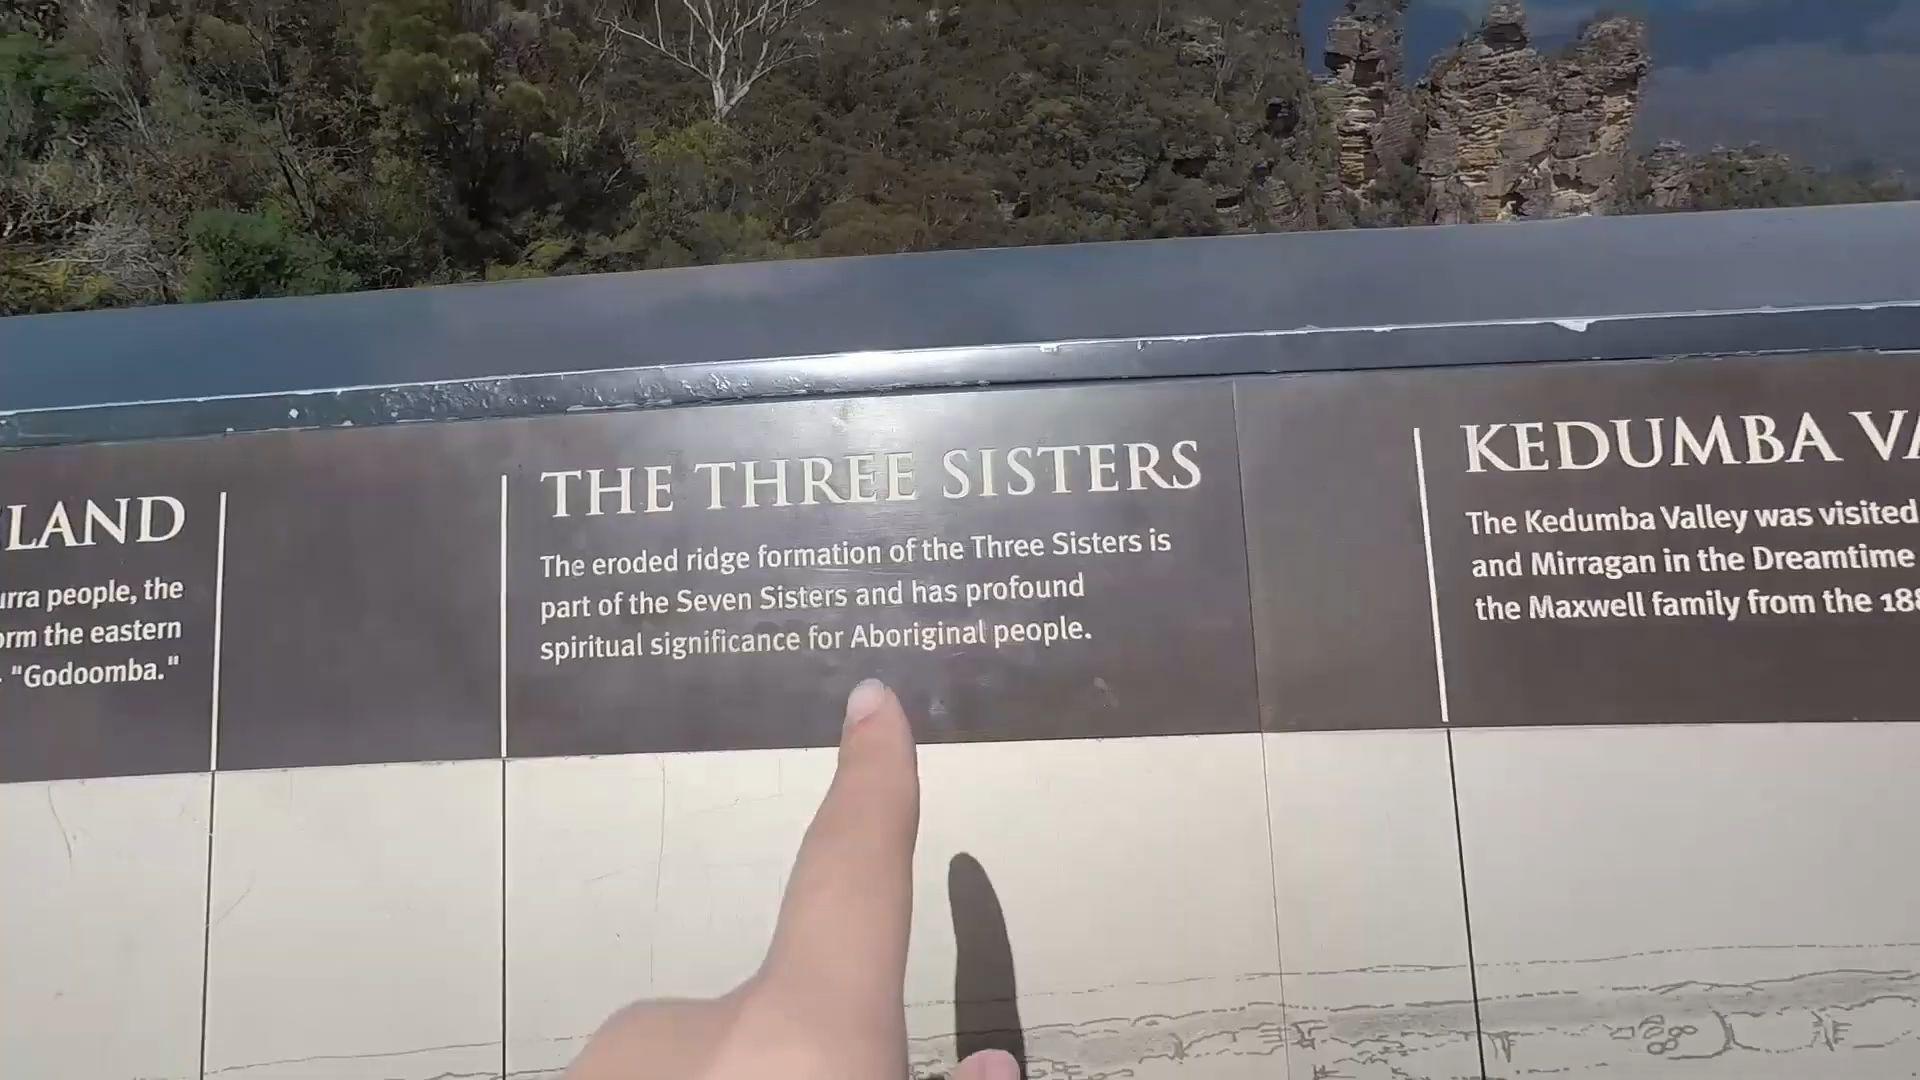 LAND
people, the
the eastern
"Godoomba."
THE THREE SISTERS
The eroded ridge formation of the Three Sisters is
part of the Seven Sisters and has profound
spiritual significance for Aboriginal people.
KEDUMBA
The Kedumba Valley was visited
and Mirragan in the Dreamtime
the Maxwell family from the